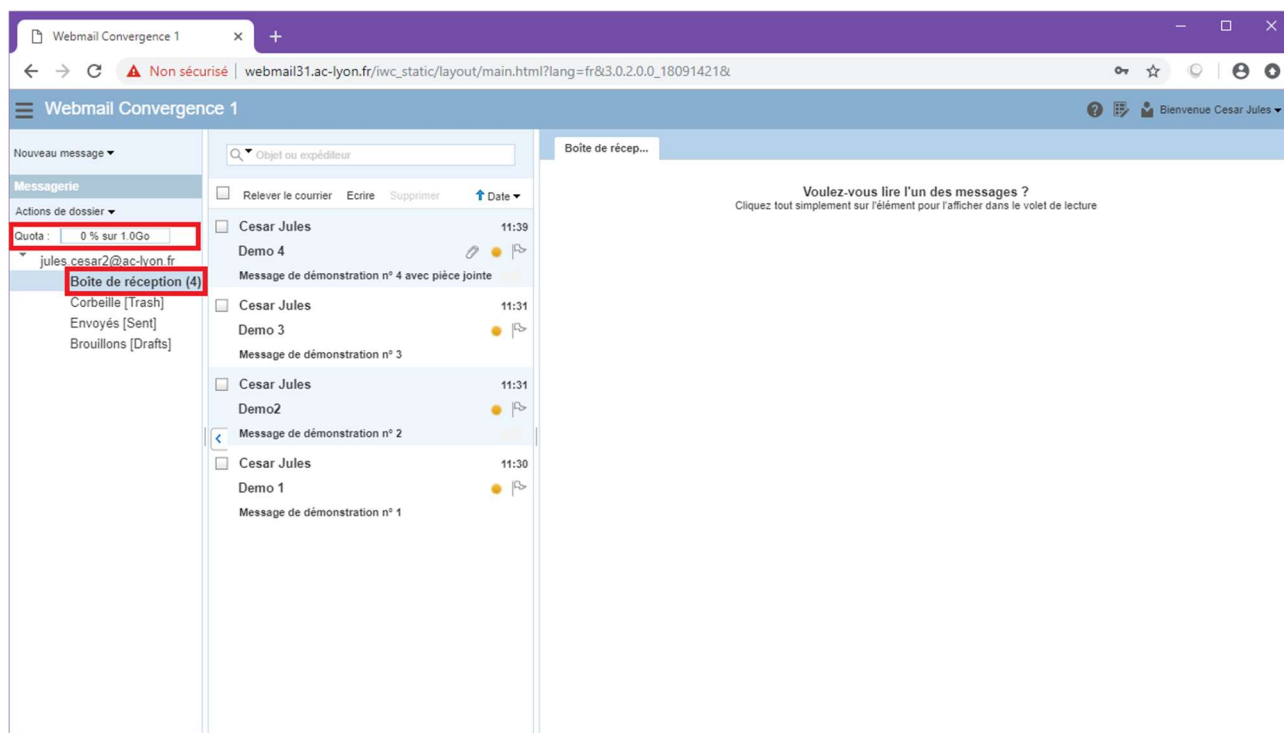 Webmail Convergence 1
Non sécurisé | webmail31.ac-lyon.fr/iwc_static/layout/main.html?lang=fr&3.0.2.0.0_18091421&
Webmail Convergence 1
Bienvenue Cesar Jules
Nouveau message
Messagerie
Actions de dossier
Quota : 0 % sur 1.0Go
jules.cesar2@ac-lyon.fr
Boîte de réception (4)
Corbeille [Trash]
Envoyés [Sent]
Brouillons [Drafts]
Objet ou expéditeur
Relever le courrier Ecrire Supprimer Date
Cesar Jules 11:39
Demo 4
Message de démonstration n° 4 avec pièce jointe
Cesar Jules 11:31
Demo 3
Message de démonstration n° 3
Cesar Jules 11:31
Demo2
Message de démonstration n° 2
Cesar Jules 11:30
Demo 1
Message de démonstration n° 1
Boîte de récep...
Voulez-vous lire l'un des messages ?
Cliquez tout simplement sur l'élément pour l'afficher dans le volet de lecture